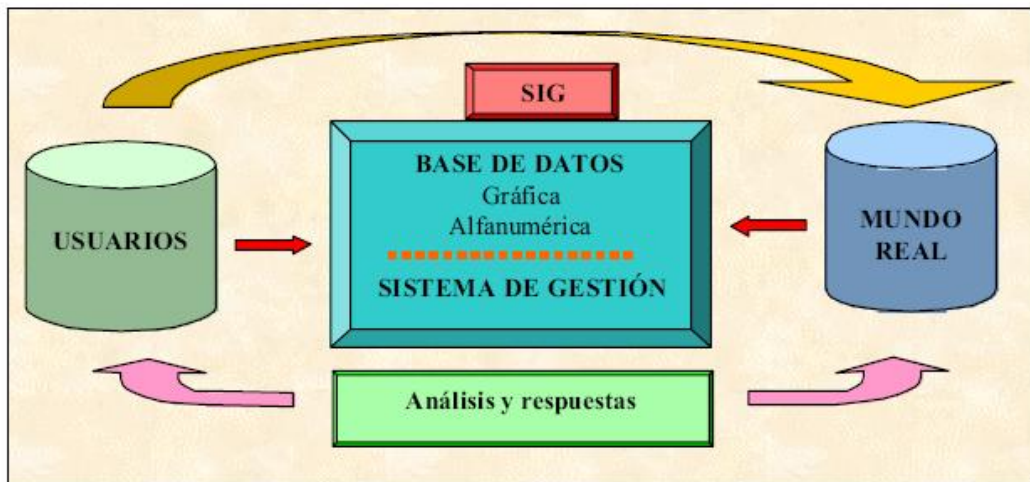 SIG
BASE DE DATOS
Gráfica
Alfanumérica
SISTEMA DE GESTIÓN
USUARIOS
MUNDO
REAL
Análisis y respuestas